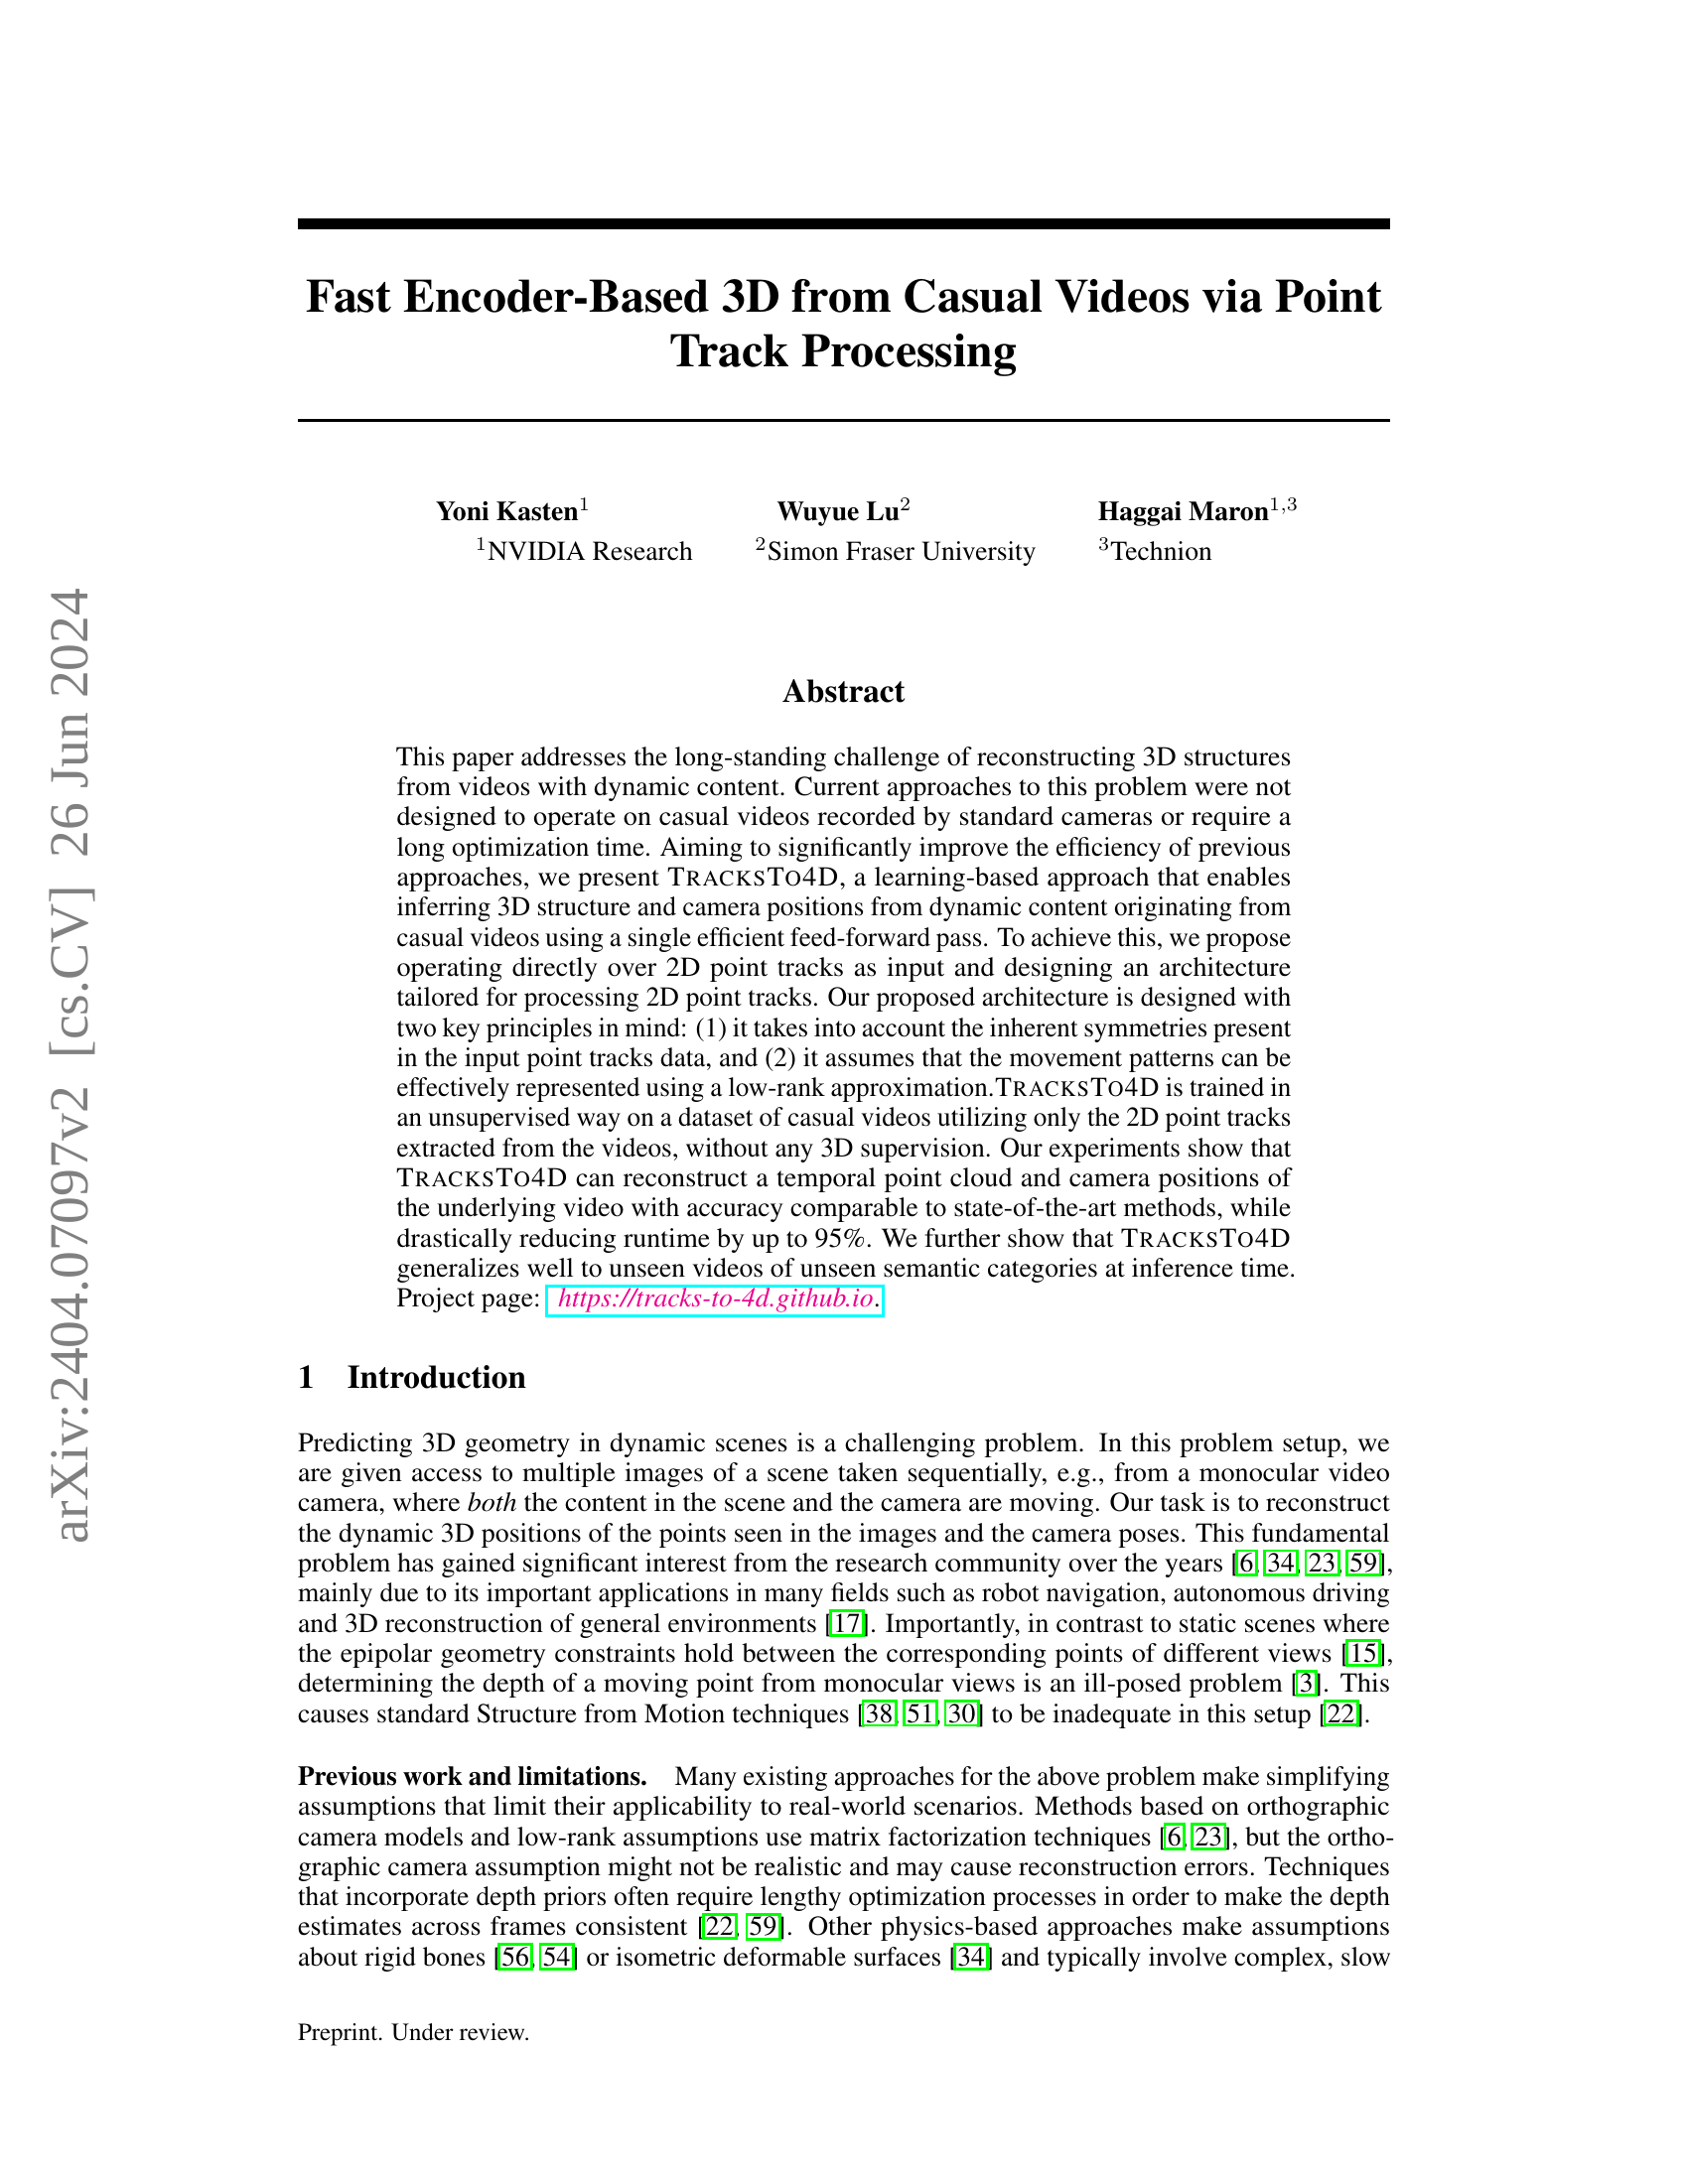 Fast Encoder-Based 3D from Casual Videos via Point
Track Processing
Yoni Kasten1 Wuyue Lu2 Haggai Maron1,3
1NVIDIA Research 2Simon Fraser University 3Technion
Abstract
This paper addresses the long-standing challenge of reconstructing 3D structures
from videos with dynamic content. Current approaches to this problem were not
designed to operate on casual videos recorded by standard cameras or require a
long optimization time. Aiming to significantly improve the efficiency of previous
approaches, we present TRACKSTO4D, a learning-based approach that enables
inferring 3D structure and camera positions from dynamic content originating from
casual videos using a single efficient feed-forward pass. To achieve this, we propose
operating directly over 2D point tracks as input and designing an architecture
tailored for processing 2D point tracks. Our proposed architecture is designed with
two key principles in mind: (1) it takes into account the inherent symmetries present
in the input point tracks data, and (2) it assumes that the movement patterns can be
effectively represented using a low-rank approximation.TRACKSTO4D is trained in
an unsupervised way on a dataset of casual videos utilizing only the 2D point tracks
extracted from the videos, without any 3D supervision. Our experiments show that
TRACKSTO4D can reconstruct a temporal point cloud and camera positions of
the underlying video with accuracy comparable to state-of-the-art methods, while
drastically reducing runtime by up to 95%. We further show that TRACKSTO4D
generalizes well to unseen videos of unseen semantic categories at inference time.
Project page: https://tracks-to-4d.github.io.
1 Introduction
Predicting 3D geometry in dynamic scenes is a challenging problem. In this problem setup, we
are given access to multiple images of a scene taken sequentially, e.g., from a monocular video
camera, where both the content in the scene and the camera are moving. Our task is to reconstruct
the dynamic 3D positions of the points seen in the images and the camera poses. This fundamental
problem has gained significant interest from the research community over the years [6, 34, 23, 59],
mainly due to its important applications in many fields such as robot navigation, autonomous driving
and 3D reconstruction of general environments [17]. Importantly, in contrast to static scenes where
the epipolar geometry constraints hold between the corresponding points of different views [15],
determining the depth of a moving point from monocular views is an ill-posed problem [3]. This
causes standard Structure from Motion techniques [38, 51, 30] to be inadequate in this setup [22].
Previous work and limitations. Many existing approaches for the above problem make simplifying
assumptions that limit their applicability to real-world scenarios. Methods based on orthographic
camera models and low-rank assumptions use matrix factorization techniques [6, 23], but the ortho-
graphic camera assumption might not be realistic and may cause reconstruction errors. Techniques
that incorporate depth priors often require lengthy optimization processes in order to make the depth
estimates across frames consistent [22, 59]. Other physics-based approaches make assumptions
about rigid bones [56, 54] or isometric deformable surfaces [34] and typically involve complex, slow
Preprint. Under review.
arXiv:2404.07097v2 [cs.CV] 26 Jun 2024